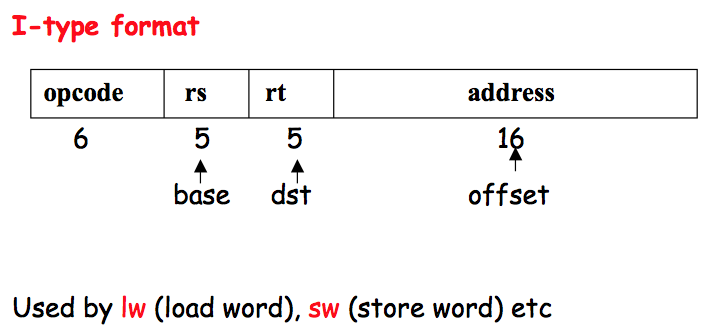 I-type format
opcode rs rt address
6 5 5 16
base dst offset
Used by lw (load word), sw (store word) etc